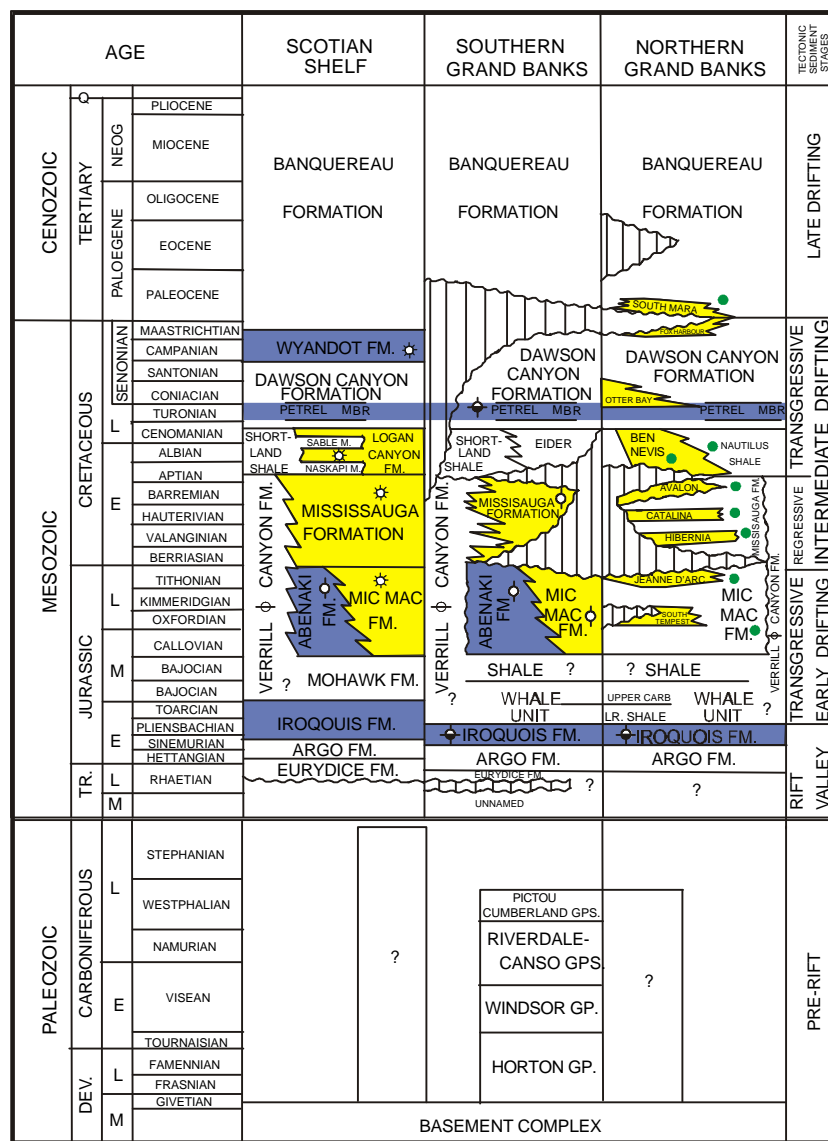 AGE
SCOTIAN
SHELF
SOUTHERN
GRAND BANKS
NORTHERN
GRAND BANKS
TECTONIC
SEDIMENT
STAGES
CENOZOIC
TERTIARY
Q
NEOG
PALOEGENE
PLIOCENE
MIOCENE
OLIGOCENE
EOCENE
PALEOCENE
BANQUEREAU
FORMATION
BANQUEREAU
FORMATION
BANQUEREAU
FORMATION
SOUTH MARA
LATE DRIFTING
MESOZOIC
CRETACEOUS
SENONIAN
L
E
MAASTRICHTIAN
CAMPANIAN
SANTONIAN
CONIACIAN
TURONIAN
CENOMANIAN
ALBIAN
APTIAN
BARREMIAN
HAUTERIVIAN
VALANGINIAN
BERRIASIAN
WYANDOT FM.
DAWSON CANYON
FORMATION
PETREL MBR
SHORT-
LAND
SHALE
SABLE M.
NASKAPI M.
LOGAN
CANYON
FM.
MISSISSAUGA
FORMATION
VERRILL ϕ CANYON FM.
DAWSON
CANYON
FORMATION
PETREL MBR
SHORT-
LAND
SHALE
EIDER
MISSISAUGA
FORMATION
VERRILL ϕ CANYON FM.
FOX HARBOUR
DAWSON CANYON
FORMATION
OTTER BAY
PETREL MBR
BEN
NEVIS
NAUTILUS
SHALE
AVALON
CATALINA
HIBERNIA
MISSISAUGA FM.
TRANSGRESSIVE
REGRESSIVE
INTERMEDIATE DRIFTING
JURASSIC
L
M
E
TITHONIAN
KIMMERIDGIAN
OXFORDIAN
CALLOVIAN
BAJOCIAN
BAJOCIAN
TOARCIAN
PLIENSBACHIAN
SINEMURIAN
HETTANGIAN
ABENAKI
FM.
MIC MAC
FM.
?
MOHAWK FM.
IROQOUIS FM.
ARGO FM.
EURYDICE FM.
ABENAKI
FM.
MIC
MAC
FM.
SHALE ?
?
WHALE
UNIT
IROQUOIS FM.
ARGO FM.
EURYDICE FM.
?
UNNAMED
JEANNE D'ARC
SOUTH
TEMPEST
MIC
MAC
FM.
VERRILL ϕ CANYON FM.
? SHALE
UPPER CARB
LR. SHALE
WHALE
UNIT
?
IROQUOIS FM.
ARGO FM.
?
TRANSGRESSIVE
EARLY DRIFTING
TR.
L
M
RHAETIAN
RIFT
VALLEY
PALEOZOIC
CARBONIFEROUS
L
E
STEPHANIAN
WESTPHALIAN
NAMURIAN
VISEAN
TOURNAISIAN
DEV.
L
M
FAMENNIAN
FRASNIAN
GIVETIAN
?
PICTOU
CUMBERLAND GPS.
RIVERDALE-
CANSO GPS.
WINDSOR GP.
HORTON GP.
?
PRE-RIFT
BASEMENT COMPLEX